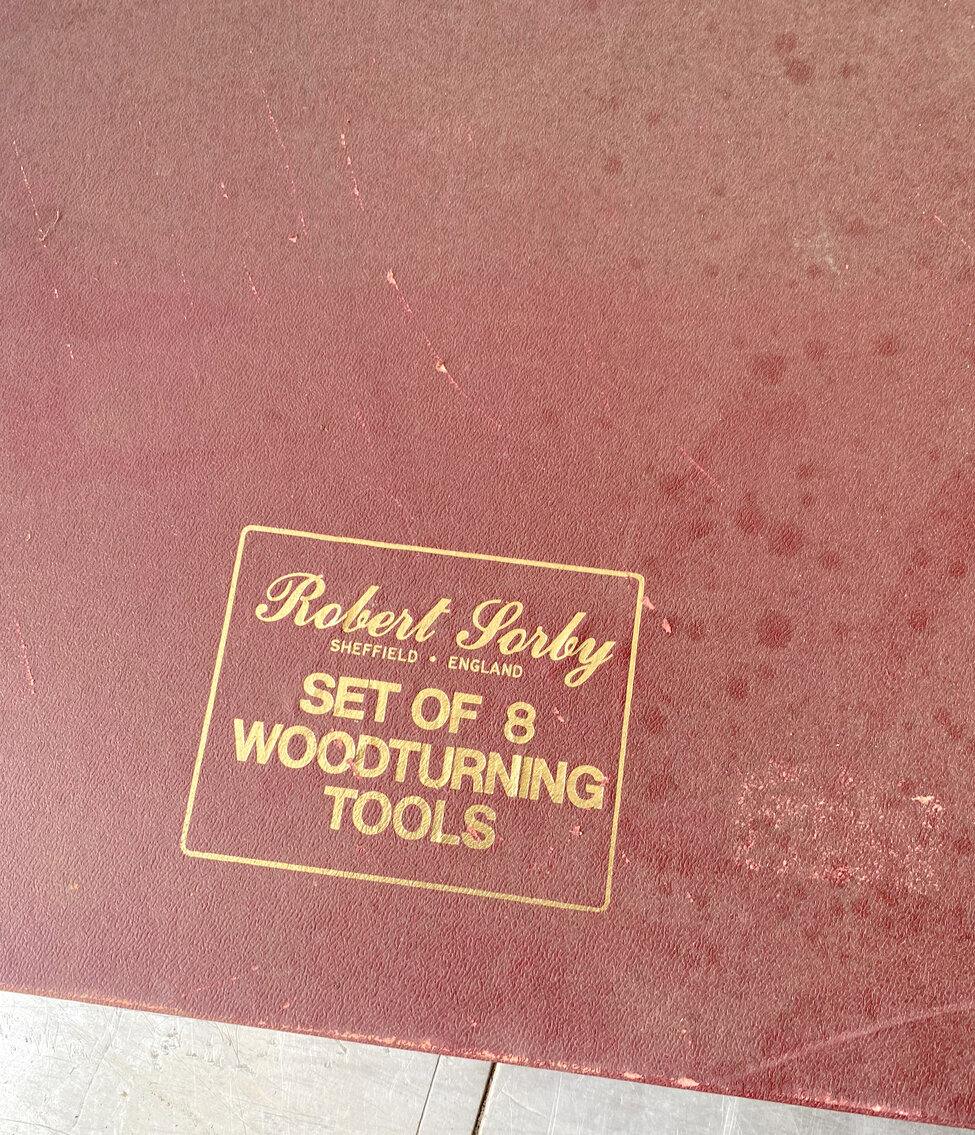 Robert Sorby
SHEFFIELD • ENGLAND
SET OF 8
WOODTURNING
TOOLS